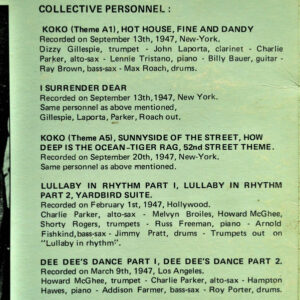 COLLECTIVE PERSONNEL :
KOKO (Theme A1), HOT HOUSE, FINE AND DANDY
Recorded on September 13th, 1947, New-York.
Dizzy Gillespie, trumpet - John Laporta, clarinet - Charlie
Parker, alto-sax - Lennie Tristano, piano - Billy Bauer, guitar -
Ray Brown, bass-sax - Max Roach, drums.
I SURRENDER DEAR
Recorded on September 13th, 1947, New York.
Same personnel as above mentioned,
Gillespie, Laporta, Parker, Roach out.
KOKO (Theme A5), SUNNYSIDE OF THE STREET, HOW
DEEP IS THE OCEAN -TIGER RAG, 52nd STREET THEME.
Recorded on September 20th, 1947, New York.
Same personnel as above mentioned.
LULLABY IN RHYTHM PART I, LULLABY IN RHYTHM
PART 2, YARDBIRD SUITE.
Recorded on February 1st, 1947, Hollywood.
Charlie Parker, alto-sax - Melvyn Broiles, Howard McGhee,
Shorty Rogers, trumpets - Russ Freeman, piano - Arnold
Fishkind,bass-sax - Jimmy Pratt, drums - Trumpets out on
"Lullaby in rhythm".
DEE DEE'S DANCE PART I, DEE DEE'S DANCE PART 2.
Recorded on March 9th, 1947, Los Angeles.
Howard McGhee, trumpet - Charlie Parker, alto-sax - Hampton
Hawes, piano - Addison Farmer, bass-sax - Roy Porter, drums.